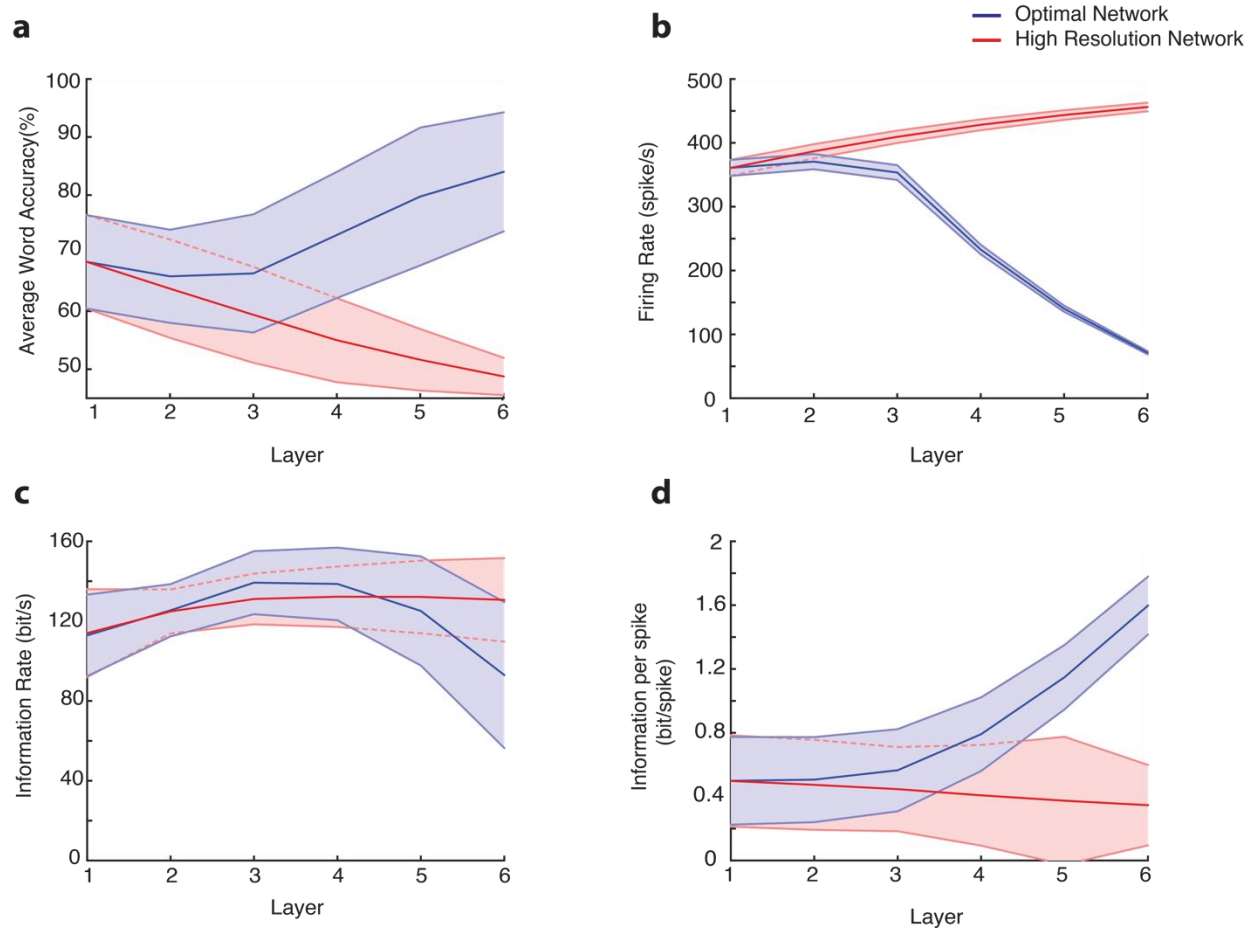 Optimal Network
High Resolution Network
a
100
90
80
70
60
50
Average Word Accuracy(%)
1 2 3 4 5 6
Layer
b
500
400
300
200
100
0
Firing Rate (spike/s)
1 2 3 4 5 6
Layer
c
160
120
80
40
0
Information Rate (bit/s)
1 2 3 4 5 6
Layer
d
2
1.6
1.2
0.8
0.4
0
Information per spike
(bit/spike)
1 2 3 4 5 6
Layer